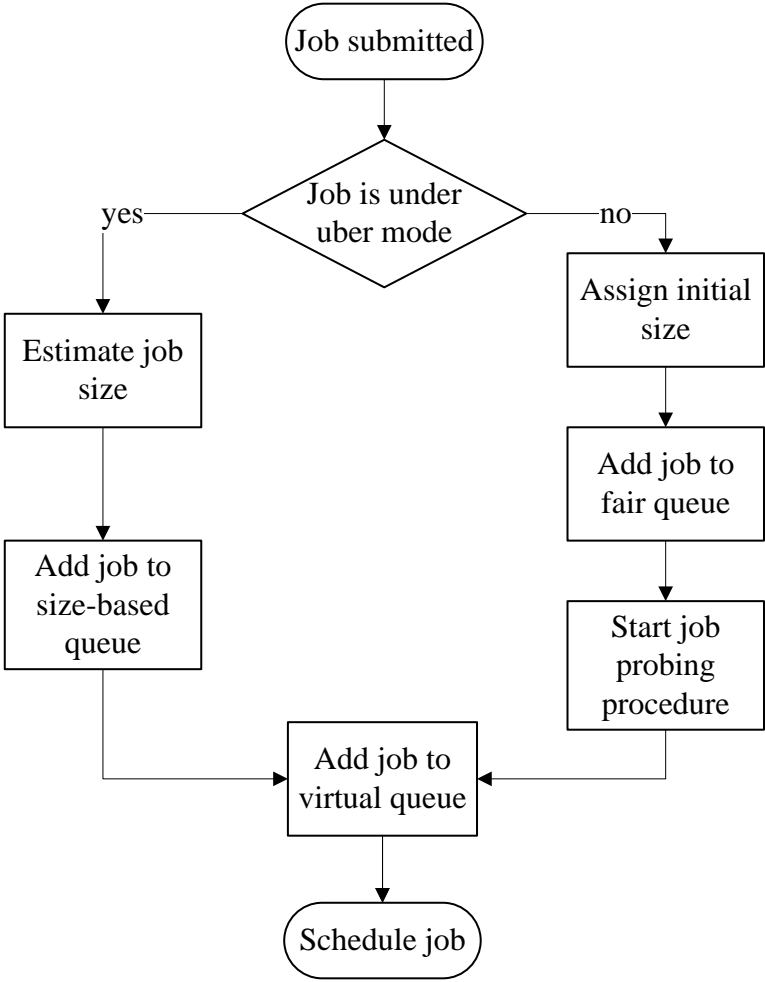 Job submitted
Job is under
uber mode
yes
no
Estimate job
size
Add job to
size-based
queue
Assign initial
size
Add job to
fair queue
Start job
probing
procedure
Add job to
virtual queue
Schedule job